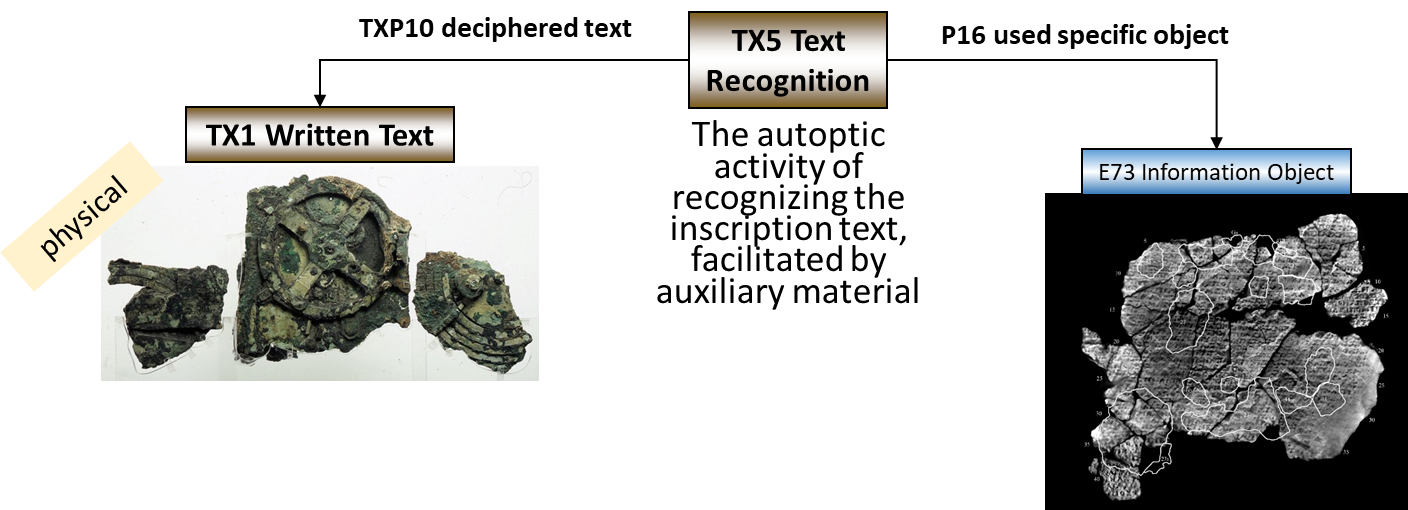 TXP10 deciphered text
TX5 Text
Recognition
P16 used specific object
TX1 Written Text
physical
The autoptic
activity of
recognizing the
inscription text,
facilitated by
auxiliary material
E73 Information Object